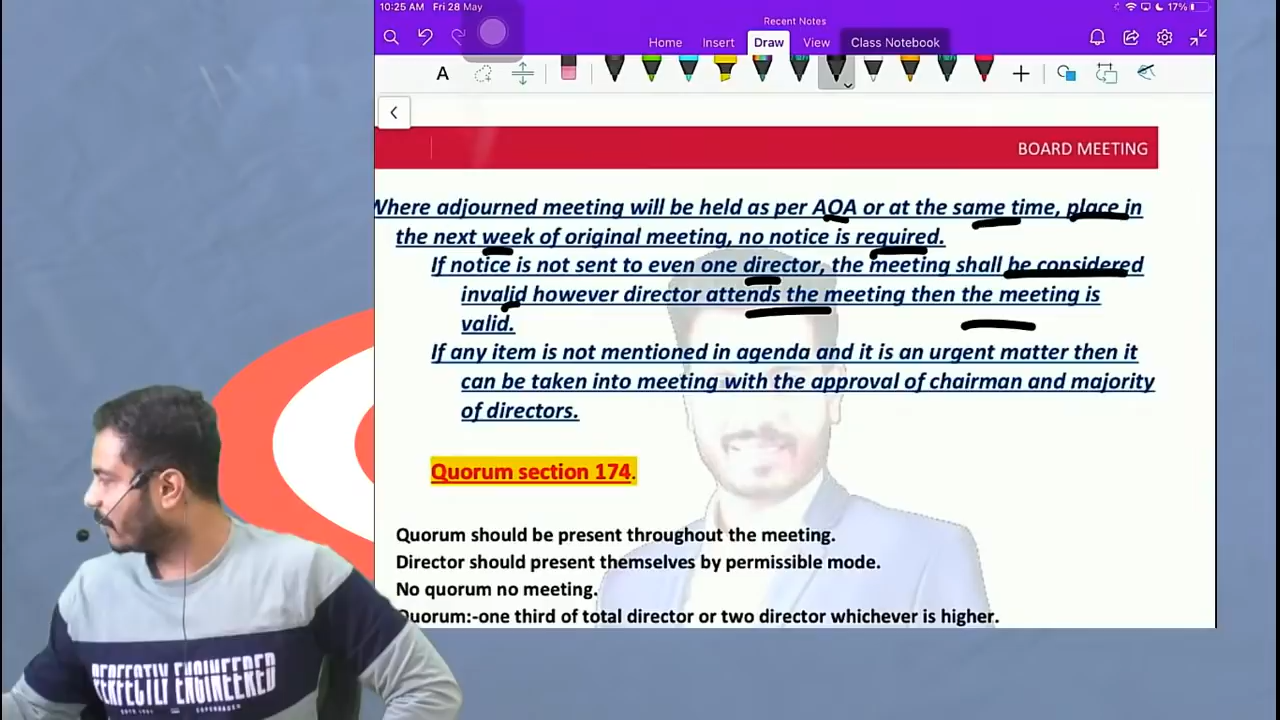 10:25 AM Fri 28 May
17%
Recent Notes
Home Insert Draw View Class Notebook
A
BOARD MEETING
Where adjourned meeting will be held as per AOA or at the same time, place in
the next week of original meeting, no notice is required.
If notice is not sent to even one director, the meeting shall be considered
invalid however director attends the meeting then the meeting is
valid.
If any item is not mentioned in agenda and it is an urgent matter then it
can be taken into meeting with the approval of chairman and majority
of directors.
Quorum section 174.
Quorum should be present throughout the meeting.
Director should present themselves by permissible mode.
No quorum no meeting.
Quorum:-one third of total director or two director whichever is higher.
PERFECTLY ENGINEERED